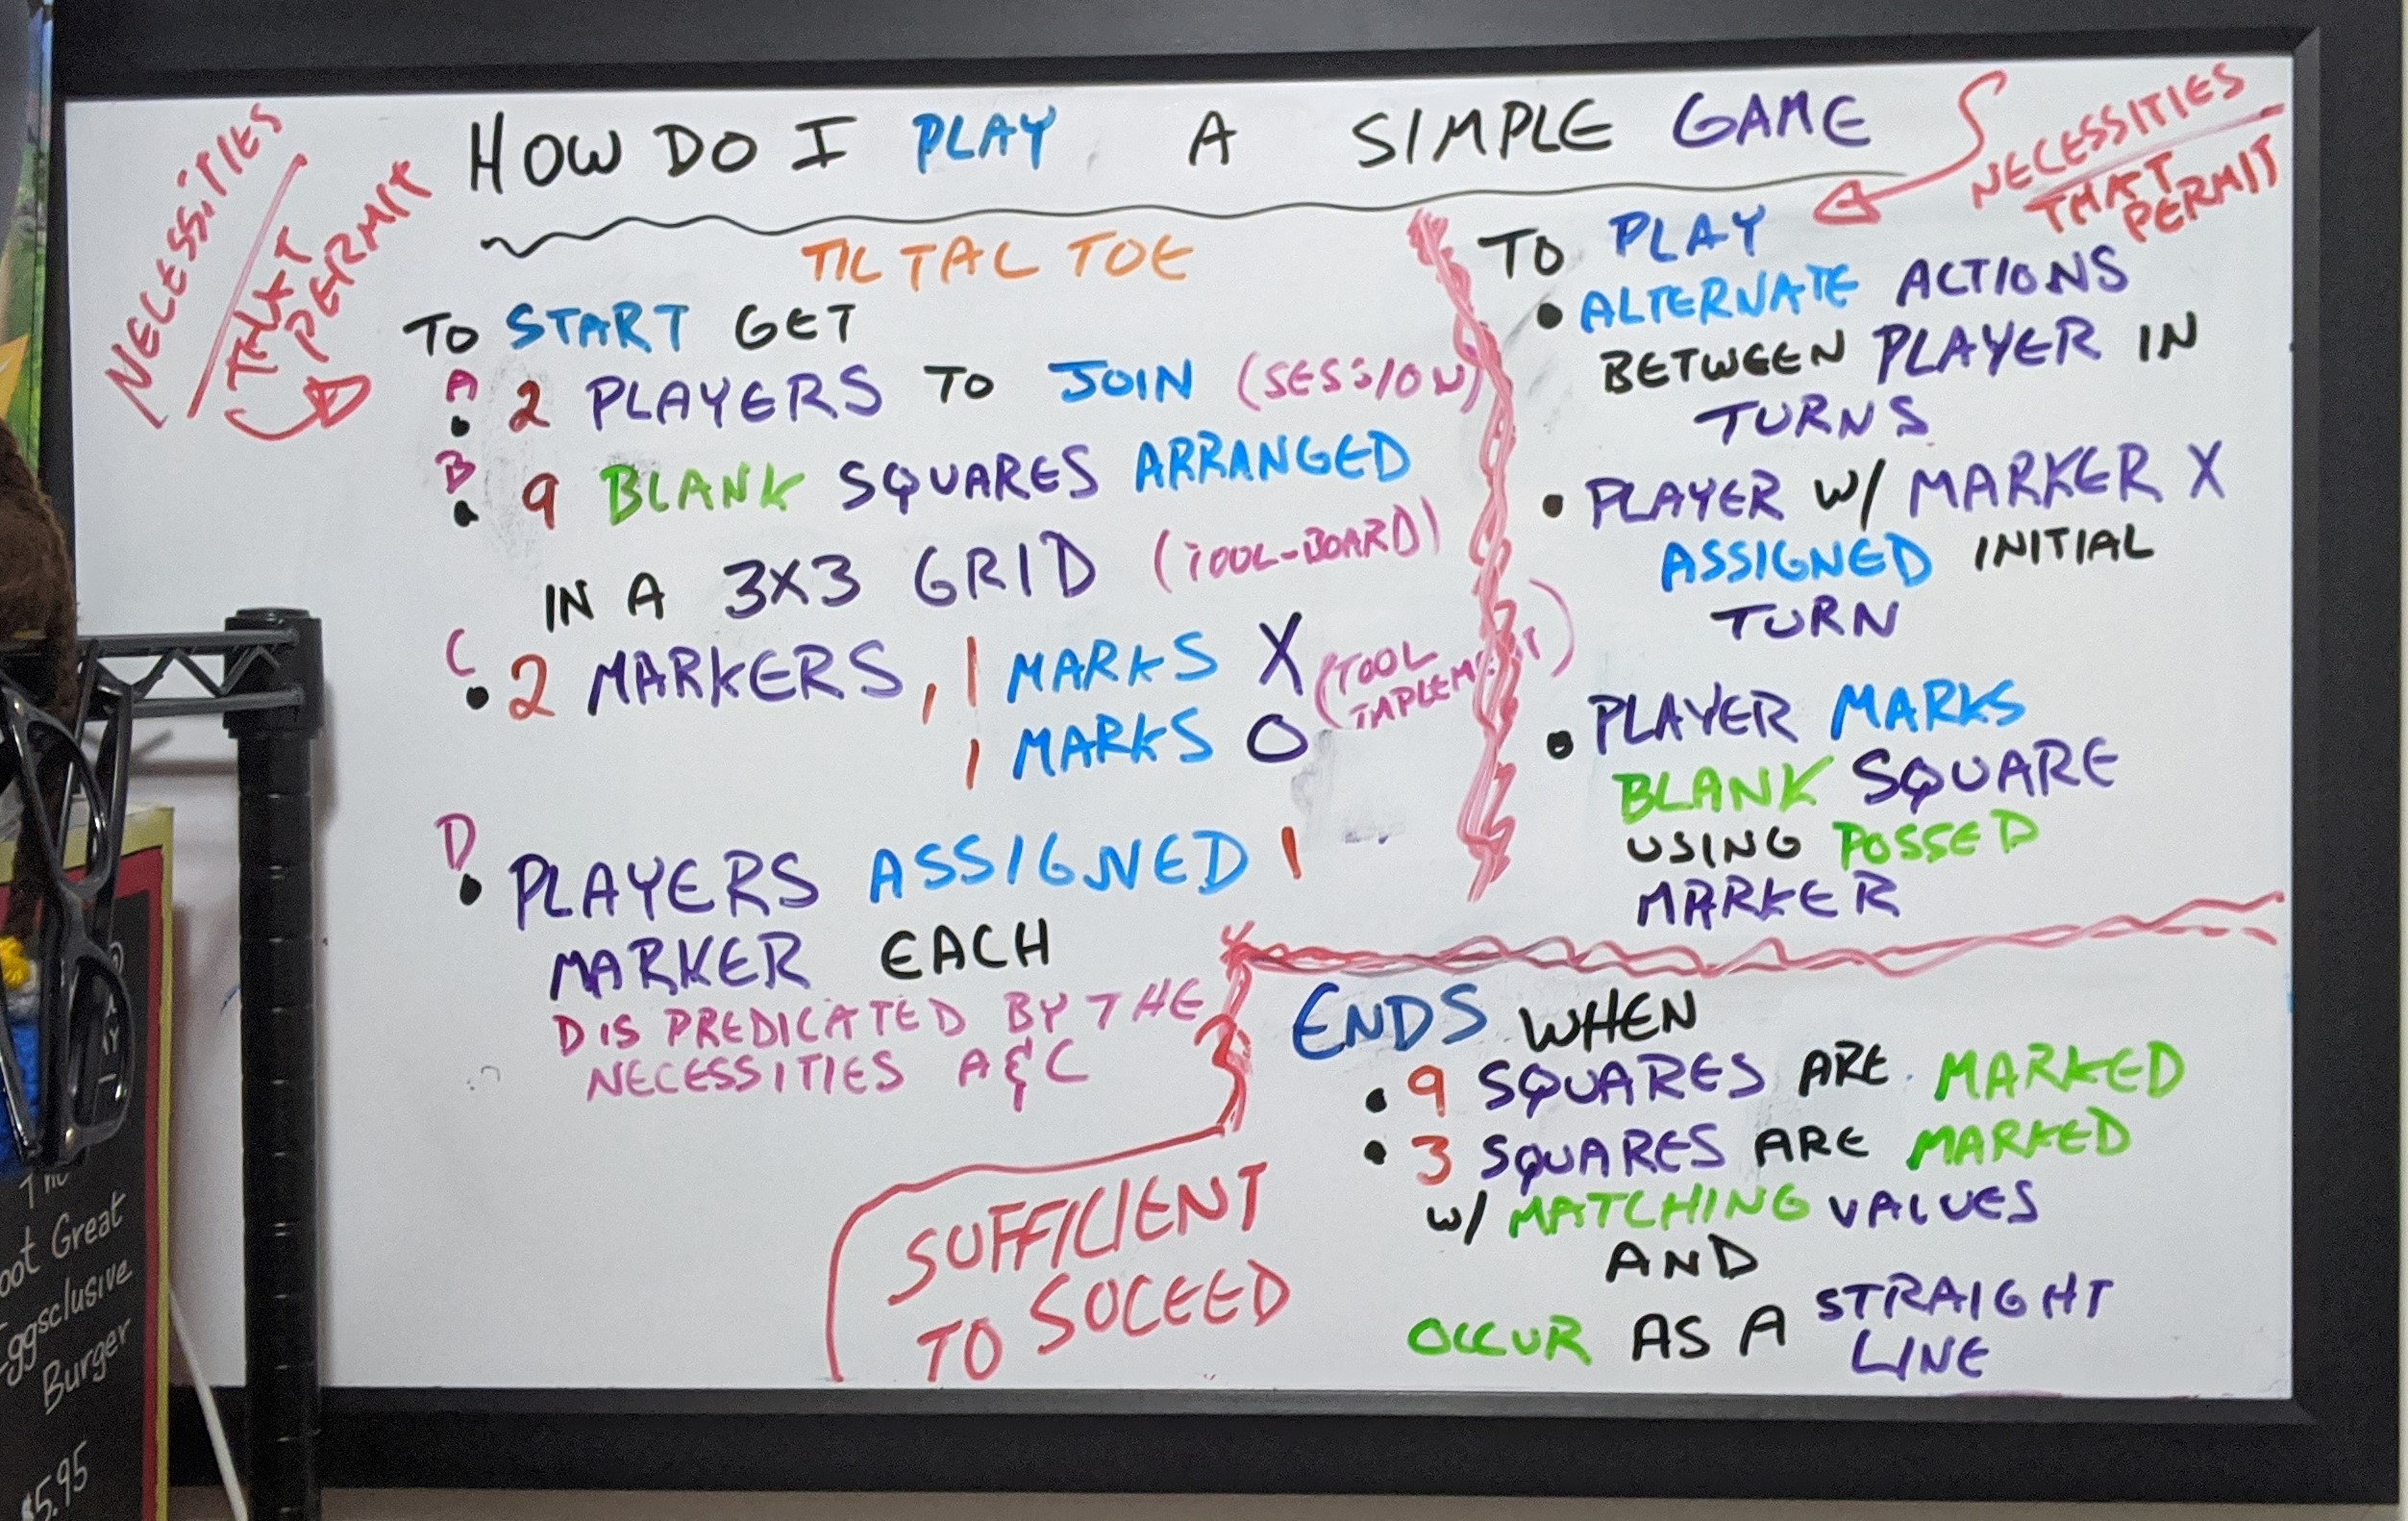 HOW DO I PLAY A SIMPLE GAME
NECESSITIES
THAT
PERMIT
TIC TAC TOE
TO START GET
A
• 2 PLAYERS TO JOIN (SESSION)
B
• 9 BLANK SQUARES ARRANGED
IN A 3X3 GRID (TOOL-BOARD)
C
• 2 MARKERS, 1 MARKS X
1 MARKS O
(TOOL
IMPLEMENT)
D
• PLAYERS ASSIGNED 1
MARKER EACH
D IS PREDICATED BY THE
NECESSITIES A & C
NECESSITIES
THAT
PERMIT
TO PLAY
• ALTERNATE ACTIONS
BETWEEN PLAYER IN
TURNS
• PLAYER W/ MARKER X
ASSIGNED INITIAL
TURN
• PLAYER MARKS
BLANK SQUARE
USING POSSED
MARKER
SUFFICIENT
TO SOCEED
ENDS WHEN
• 9 SQUARES ARE MARKED
• 3 SQUARES ARE MARKED
W/ MATCHING VALUES
AND
OCCUR AS A STRAIGHT
LINE
Great
Eggsclusive
Burger
$5.95